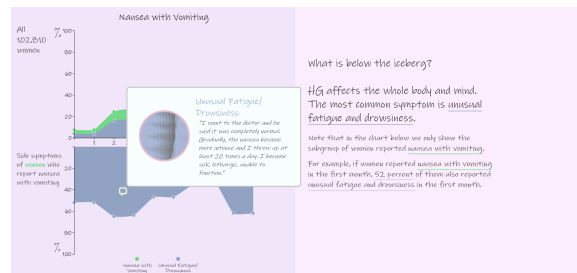 Nausea with Vomiting
All
102.810
women
%
100
80
60
40
20
0
0
1
2
Unusual Fatigue/
Drowsiness
"I went to the doctor and he
said it was completely normal.
Gradually, the nausea became
more intense and I threw up at
least 20 times a day. I became
sick, lethargic, unable to
function."
Side symptoms
of women who
report nausea
with vomiting
20
40
60
80
100
%
Nausea with
Vomiting
Unusual Fatigue/
Drowsiness
What is below the iceberg?
HG affects the whole body and mind.
The most common symptom is unusual
fatigue and drowsiness.
Note that in the chart below we only show the
subgroup of women reported nausea with vomiting.
For example, if women reported nausea with vomiting
in the first month, 52 percent of them also reported
unusual fatigue and drowsiness in the first month.